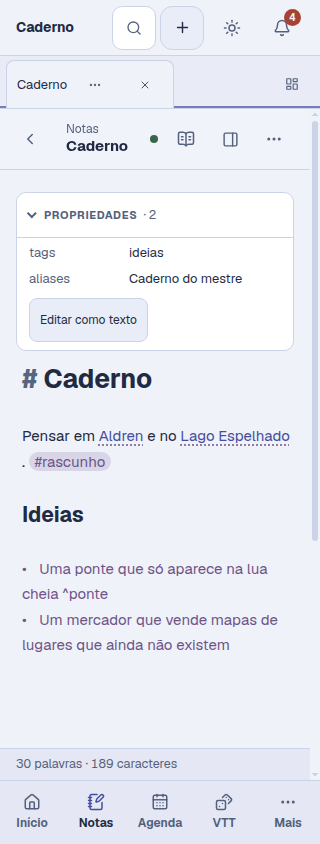 Caderno
4
Caderno
Notas
Caderno
PROPRIEDADES · 2
tags ideias
aliases Caderno do mestre
Editar como texto
# Caderno
Pensar em Aldren e no Lago Espelhado
. #rascunho
Ideias
• Uma ponte que só aparece na lua
cheia ^ponte
• Um mercador que vende mapas de
lugares que ainda não existem
30 palavras · 189 caracteres
Início Notas Agenda VTT Mais